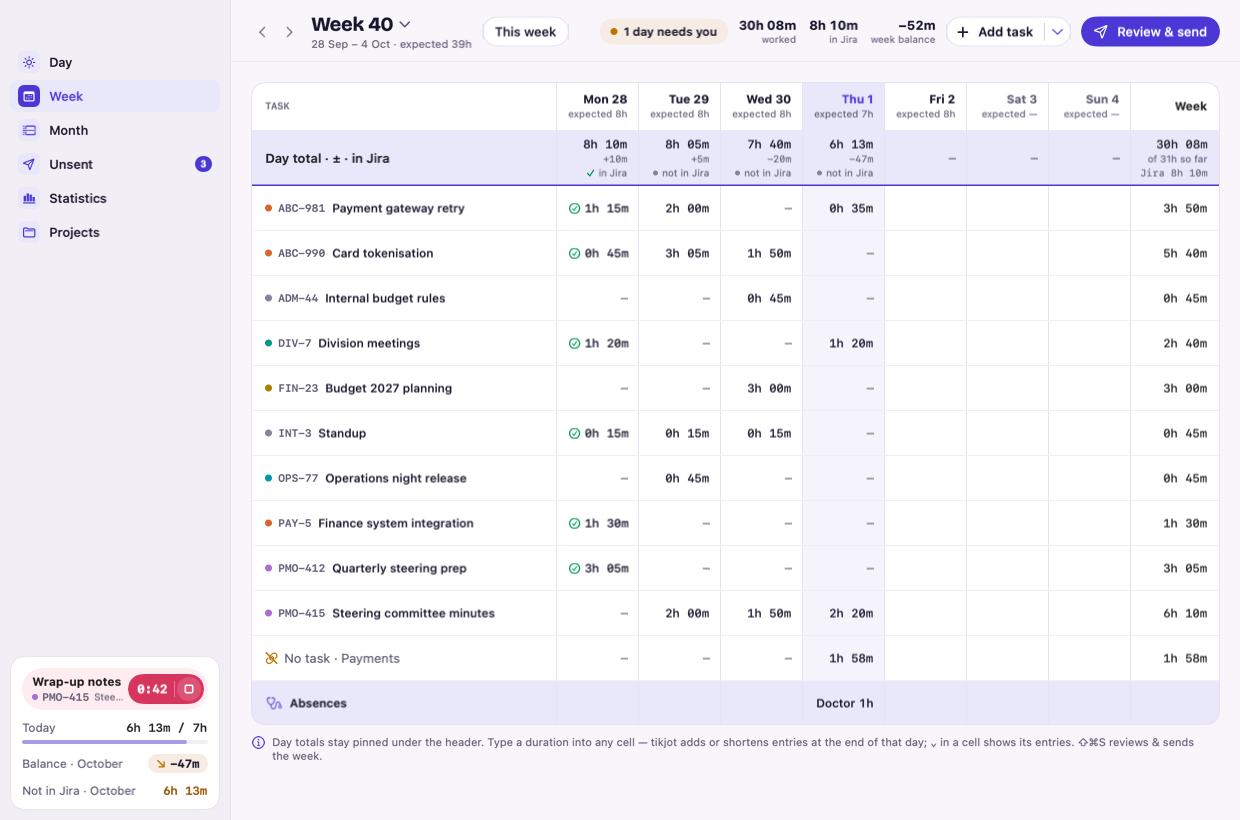 Day
Week
Month
Unsent 3
Statistics
Projects
Week 40
28 Sep – 4 Oct · expected 39h
This week
1 day needs you
30h 08m worked
8h 10m in Jira
−52m week balance
+ Add task
Review & send
TASK
Mon 28 expected 8h
Tue 29 expected 8h
Wed 30 expected 8h
Thu 1 expected 7h
Fri 2 expected 8h
Sat 3 expected —
Sun 4 expected —
Week
Day total · ± · in Jira
8h 10m +10m ✓ in Jira
8h 05m +5m • not in Jira
7h 40m −20m • not in Jira
6h 13m −47m • not in Jira
—
—
—
30h 08m of 31h so far Jira 8h 10m
ABC-981 Payment gateway retry 1h 15m 2h 00m — 0h 35m 3h 50m
ABC-990 Card tokenisation 0h 45m 3h 05m 1h 50m — 5h 40m
ADM-44 Internal budget rules — — 0h 45m — 0h 45m
DIV-7 Division meetings 1h 20m — — 1h 20m 2h 40m
FIN-23 Budget 2027 planning — — 3h 00m — 3h 00m
INT-3 Standup 0h 15m 0h 15m 0h 15m — 0h 45m
OPS-77 Operations night release — 0h 45m — — 0h 45m
PAY-5 Finance system integration 1h 30m — — — 1h 30m
PMO-412 Quarterly steering prep 3h 05m — — — 3h 05m
PMO-415 Steering committee minutes — 2h 00m 1h 50m 2h 20m 6h 10m
No task · Payments — — — 1h 58m 1h 58m
Absences Doctor 1h
Day totals stay pinned under the header. Type a duration into any cell — tikjot adds or shortens entries at the end of that day; ⌄ in a cell shows its entries. ⇧⌘S reviews & sends
the week.
Wrap-up notes
PMO-415 Stee…
0:42
Today 6h 13m / 7h
Balance · October −47m
Not in Jira · October 6h 13m